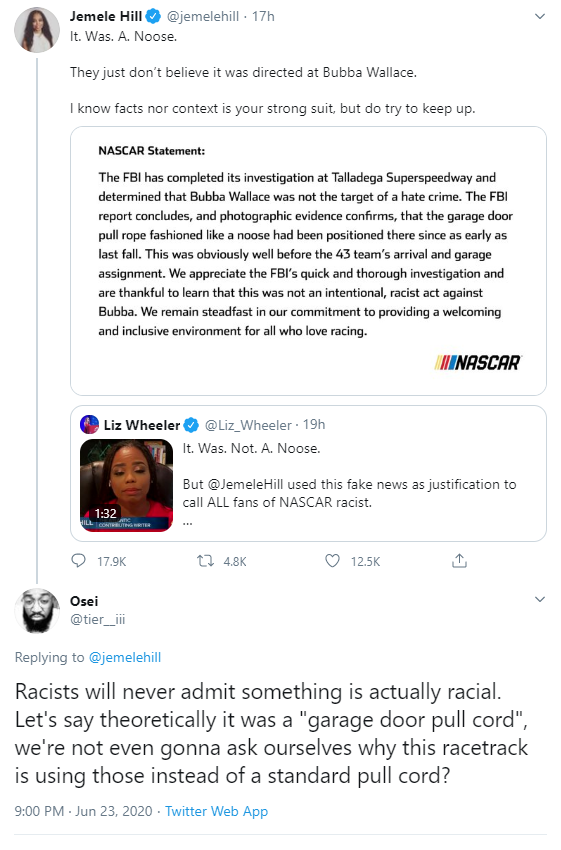 Jemele Hill @jemelehill · 17h
It. Was. A. Noose.
They just don't believe it was directed at Bubba Wallace.
I know facts nor context is your strong suit, but do try to keep up.
NASCAR Statement:
The FBI has completed its investigation at Talladega Superspeedway and
determined that Bubba Wallace was not the target of a hate crime. The FBI
report concludes, and photographic evidence confirms, that the garage door
pull rope fashioned like a noose had been positioned there since as early as
last fall. This was obviously well before the 43 team's arrival and garage
assignment. We appreciate the FBI's quick and thorough investigation and
are thankful to learn that this was not an intentional, racist act against
Bubba. We remain steadfast in our commitment to providing a welcoming
and inclusive environment for all who love racing.
NASCAR
Liz Wheeler @Liz_Wheeler · 19h
It. Was. Not. A. Noose.
But @JemeleHill used this fake news as justification to
call ALL fans of NASCAR racist.
...
1:32
CONTRIBUTING WRITER
17.9K 4.8K 12.5K
Osei
@tier__iii
Replying to @jemelehill
Racists will never admit something is actually racial.
Let's say theoretically it was a "garage door pull cord",
we're not even gonna ask ourselves why this racetrack
is using those instead of a standard pull cord?
9:00 PM · Jun 23, 2020 · Twitter Web App